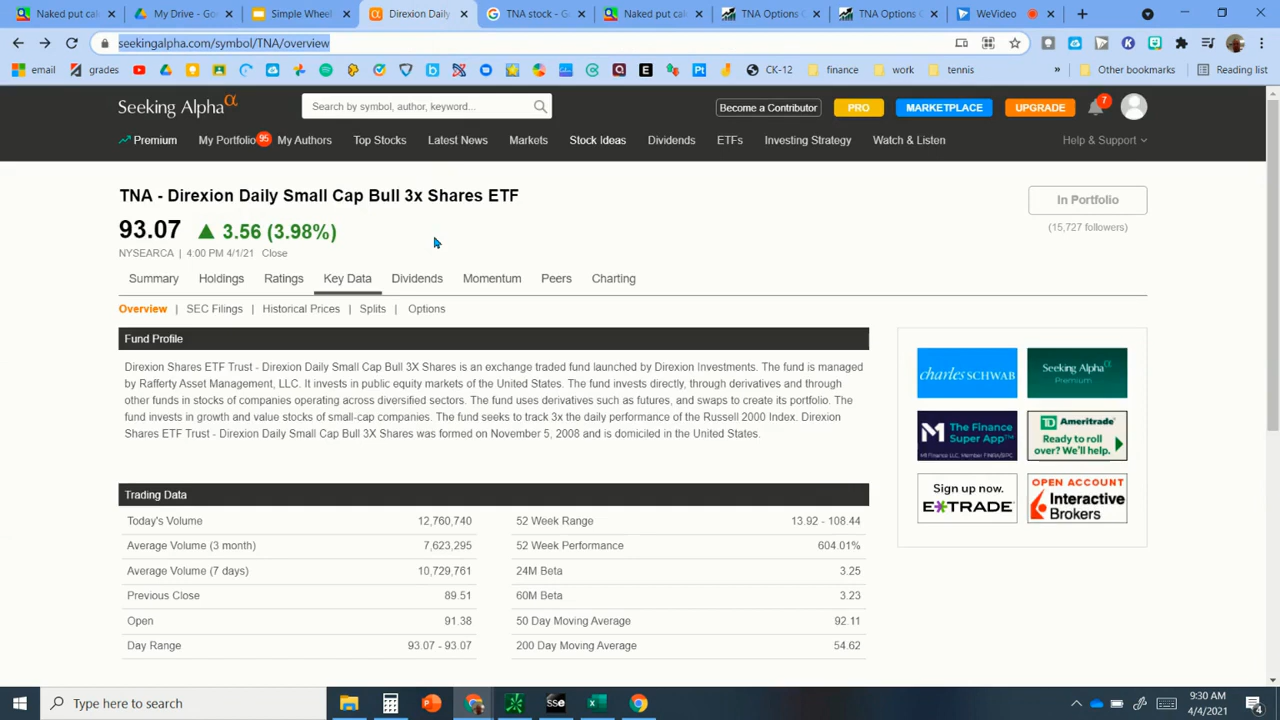 Naked put cal
Direxion Daily
TNA stock - G
Naked put cal
TNA Options C
TNA Options C
WeVideo
seekingalpha.com/symbol/TNA/overview
email
grades
CK-12
family
work
tennis
»
Reading list
Seeking Alpha α
Search by symbol, author, keyword...
Become a Contributor
PRO
MARKETPLACE
UPGRADE
7
Premium
My Portfolio 95
My Authors
Top Stocks
Latest News
Markets
Stock Ideas
Dividends
ETFs
Investing Strategy
Watch & Listen
Help & Support
TNA - Direxion Daily Small Cap Bull 3x Shares ETF
In Portfolio
93.07 ▲ 3.56 (3.98%)
(15,727 followers)
NYSEARCA | 4:00 PM 4/1/21 Close
Summary
Holdings
Ratings
Key Data
Dividends
Momentum
Peers
Charting
Overview | SEC Filings | Historical Prices | Splits | Options
Fund Profile
Direxion Shares ETF Trust - Direxion Daily Small Cap Bull 3X Shares is an exchange traded fund launched by Direxion Investments. The fund is managed
by Rafferty Asset Management, LLC. It invests in public equity markets of the United States. The fund invests directly, through derivatives and through
other funds in stocks of companies operating across diversified sectors. The fund uses derivatives such as futures, and swaps to create its portfolio. The
fund invests in growth and value stocks of small-cap companies. The fund seeks to track 3x the daily performance of the Russell 2000 Index. Direxion
Shares ETF Trust - Direxion Daily Small Cap Bull 3X Shares was formed on November 5, 2008 and is domiciled in the United States.
charles SCHWAB
Seeking Alpha α
Premium
The Finance
Super App™
M1 Finance LLC, Member FINRA/SIPC
TD Ameritrade
Ready to roll
over? We'll help.
Sign up now.
E*TRADE
OPEN ACCOUNT
Interactive
Brokers
Trading Data
Today's Volume 12,760,740
52 Week Range 13.92 - 108.44
Average Volume (3 month) 7,623,295
52 Week Performance 604.01%
Average Volume (7 days) 10,729,761
24M Beta 3.25
Previous Close 89.51
60M Beta 3.23
Open 91.38
50 Day Moving Average 92.11
Day Range 93.07 - 93.07
200 Day Moving Average 54.62
Type here to search
sse
9:30 AM
4/4/2021
4